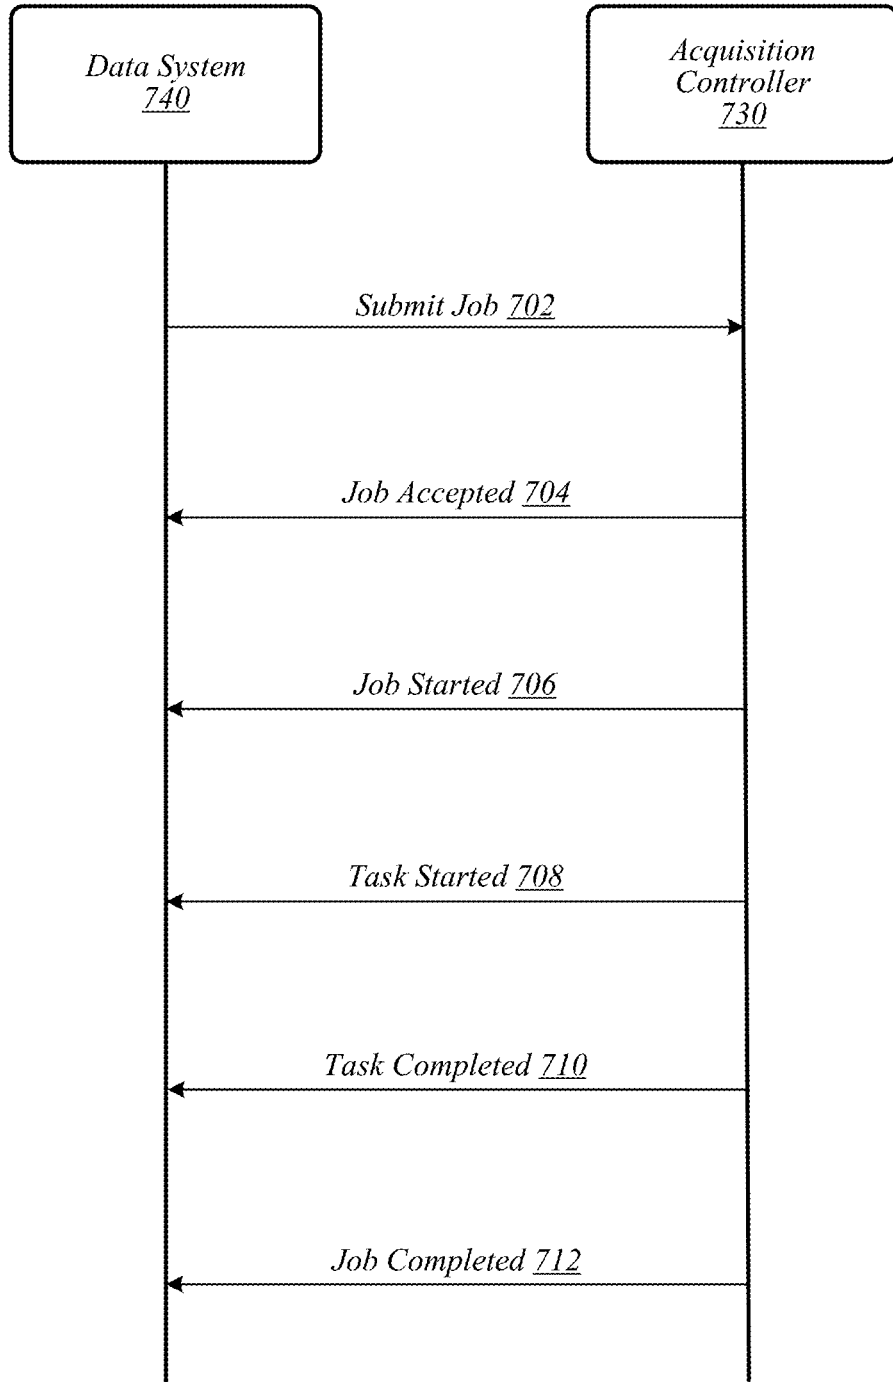 Data System
740
Acquisition
Controller
730
Submit Job 702
Job Accepted 704
Job Started 706
Task Started 708
Task Completed 710
Job Completed 712